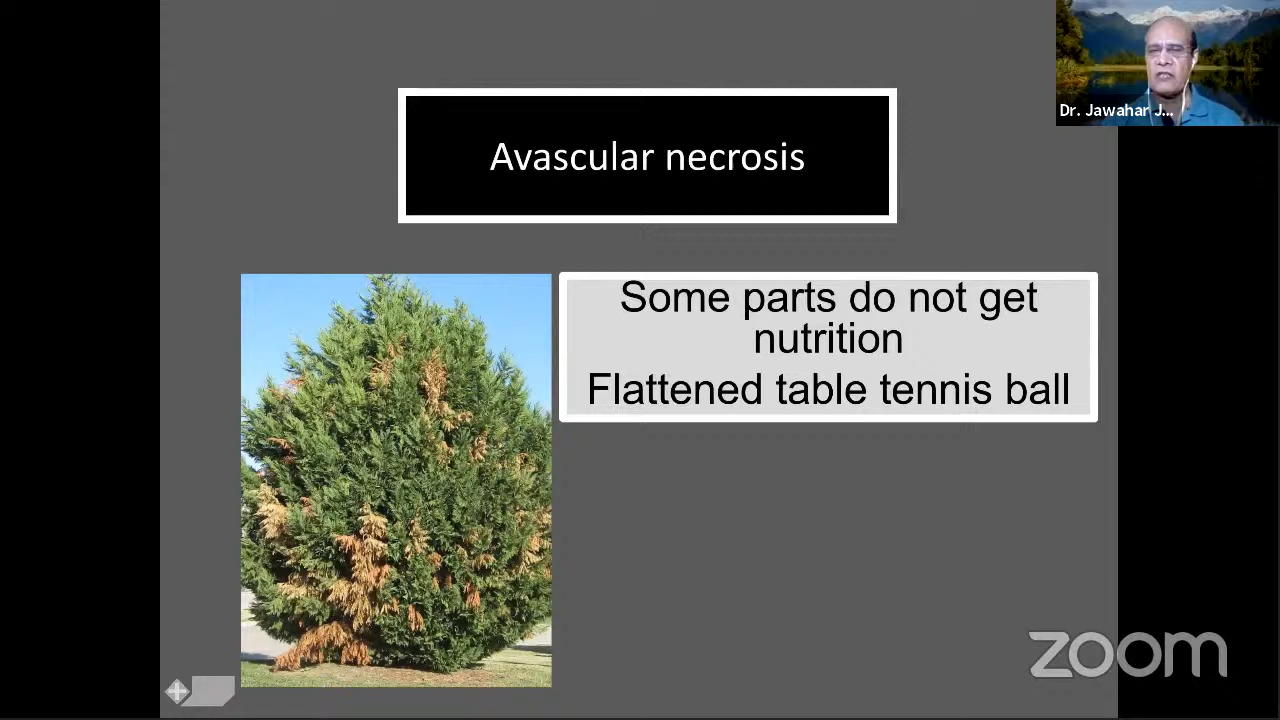 Dr. Jawahar J...
Avascular necrosis
Some parts do not get
nutrition
Flattened table tennis ball
zoom